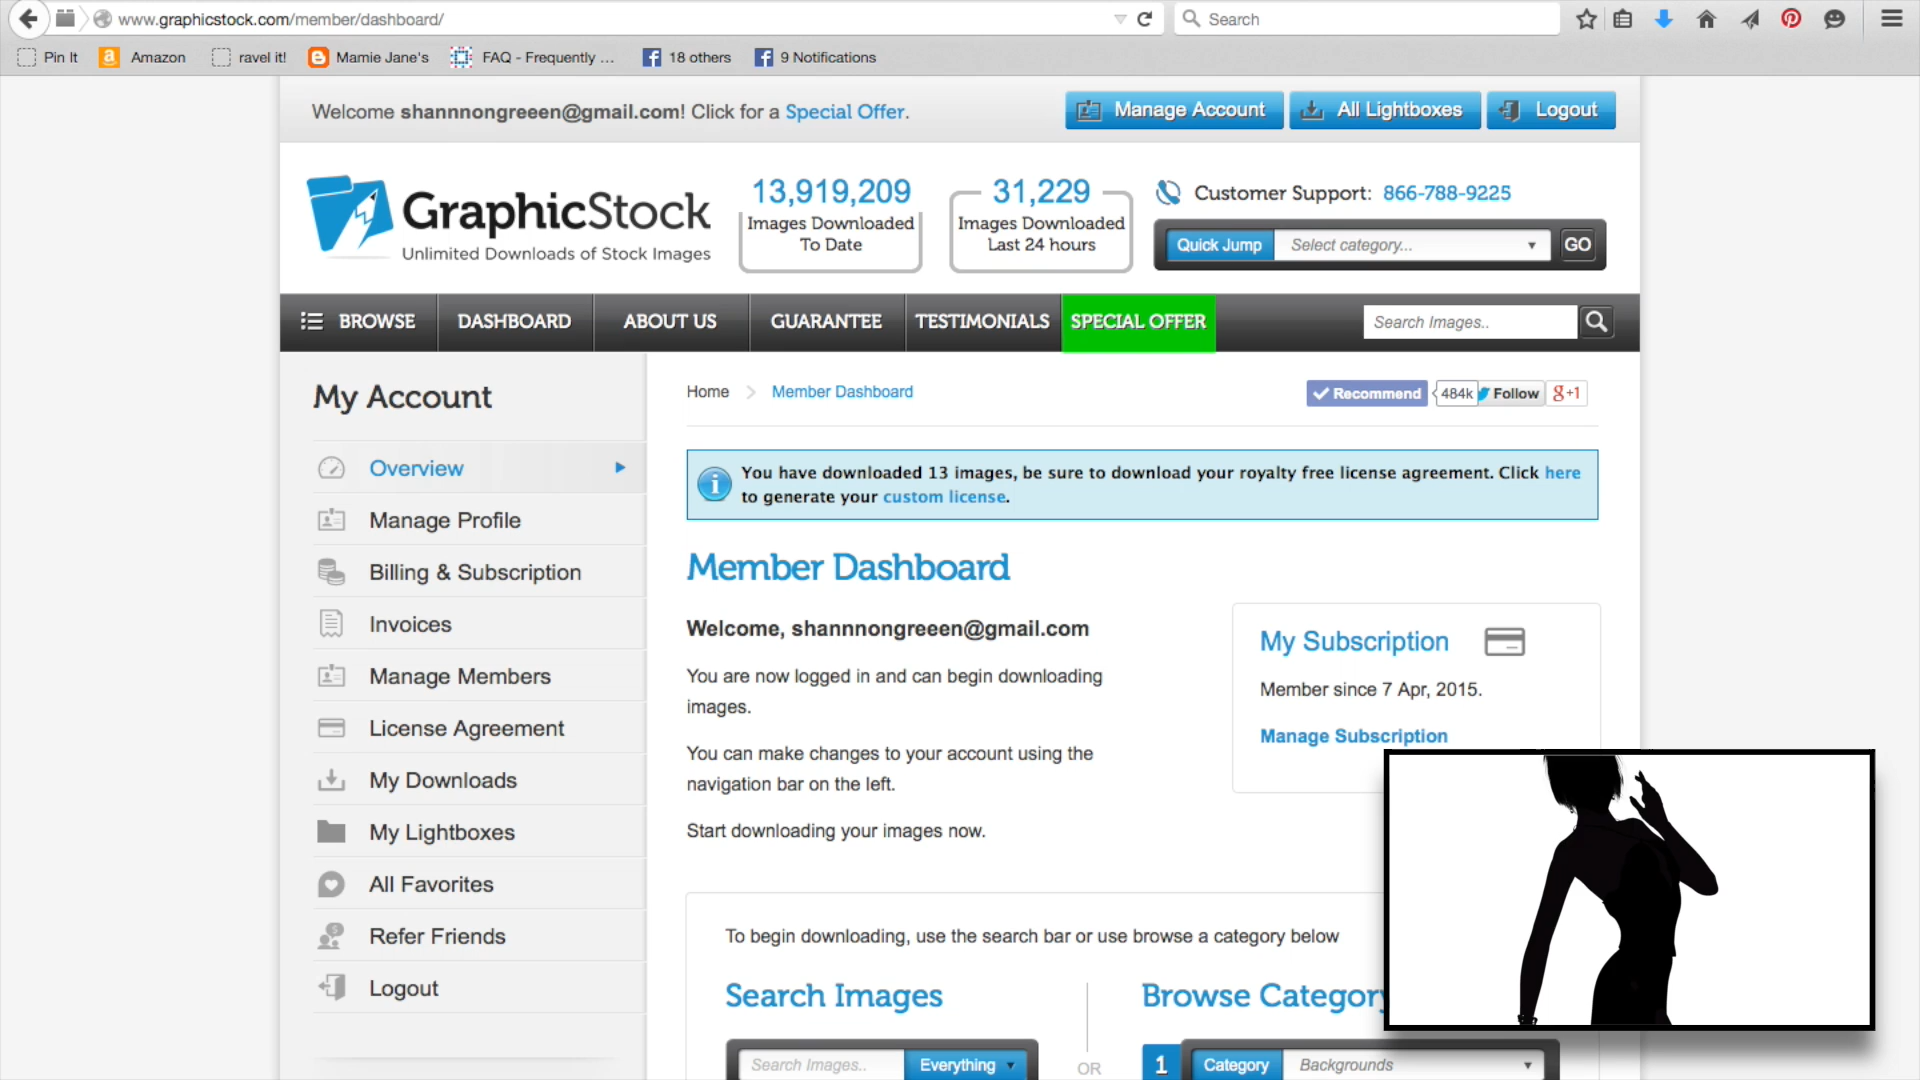 www.graphicstock.com/member/dashboard/
Search
Pin It
Amazon
ravel it!
Mamie Jane's
FAQ - Frequently ...
18 others
9 Notifications
Welcome shannnongreeen@gmail.com! Click for a Special Offer.
Manage Account
All Lightboxes
Logout
GraphicStock
Unlimited Downloads of Stock Images
13,919,209
Images Downloaded
To Date
31,229
Images Downloaded
Last 24 hours
Customer Support: 866-788-9225
Quick Jump
Select category...
GO
BROWSE
DASHBOARD
ABOUT US
GUARANTEE
TESTIMONIALS
SPECIAL OFFER
Search Images..
My Account
Overview
Manage Profile
Billing & Subscription
Invoices
Manage Members
License Agreement
My Downloads
My Lightboxes
All Favorites
Refer Friends
Logout
Home
Member Dashboard
Recommend
484k
Follow
g+1
You have downloaded 13 images, be sure to download your royalty free license agreement. Click here
to generate your custom license.
Member Dashboard
Welcome, shannnongreeen@gmail.com
You are now logged in and can begin downloading
images.
You can make changes to your account using the
navigation bar on the left.
Start downloading your images now.
My Subscription
Member since 7 Apr, 2015.
Manage Subscription
To begin downloading, use the search bar or use browse a category below
Search Images
Search Images..
Everything
OR
Browse Category
1
Category
Backgrounds